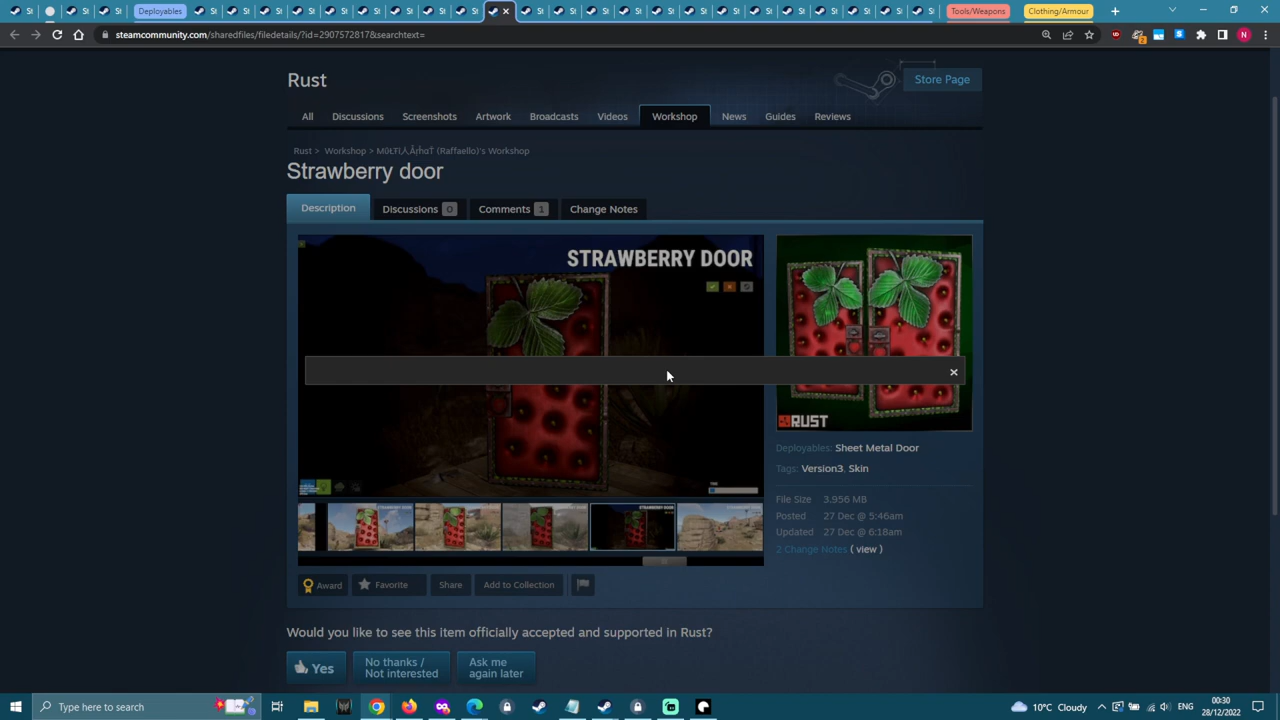 Deployables
Tools/Weapons
Clothing/Armour
steamcommunity.com/sharedfiles/filedetails/?id=2907572817&searchtext=
Rust
Store Page
All
Discussions
Screenshots
Artwork
Broadcasts
Videos
Workshop
News
Guides
Reviews
Rust >
Workshop >
(Raffaello)'s Workshop
Strawberry door
Description
Discussions 0
Comments 1
Change Notes
STRAWBERRY DOOR
RUST
Deployables: Sheet Metal Door
Tags: Version3, Skin
File Size 3.956 MB
Posted 27 Dec @ 5:46am
Updated 27 Dec @ 6:18am
2 Change Notes ( view )
Award
Favorite
Share
Add to Collection
Would you like to see this item officially accepted and supported in Rust?
Yes
No thanks /
Not interested
Ask me
again later
Type here to search
10°C Cloudy
ENG
00:30
28/12/2022